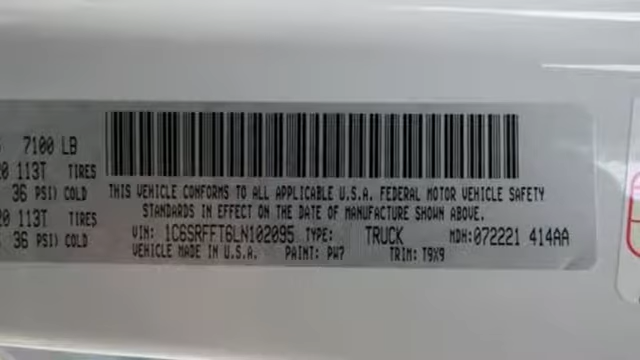 7100 LB
113T TIRES
36 PSI) COLD
113T TIRES
36 PSI) COLD
THIS VEHICLE CONFORMS TO ALL APPLICABLE U.S.A. FEDERAL MOTOR VEHICLE SAFETY
STANDARDS IN EFFECT ON THE DATE OF MANUFACTURE SHOWN ABOVE.
VIN: 1C6SRFFT6LN102095 TYPE: TRUCK MDH: 072221 414AA
VEHICLE MADE IN U.S.A. PAINT: PW7 TRIM: T9X9